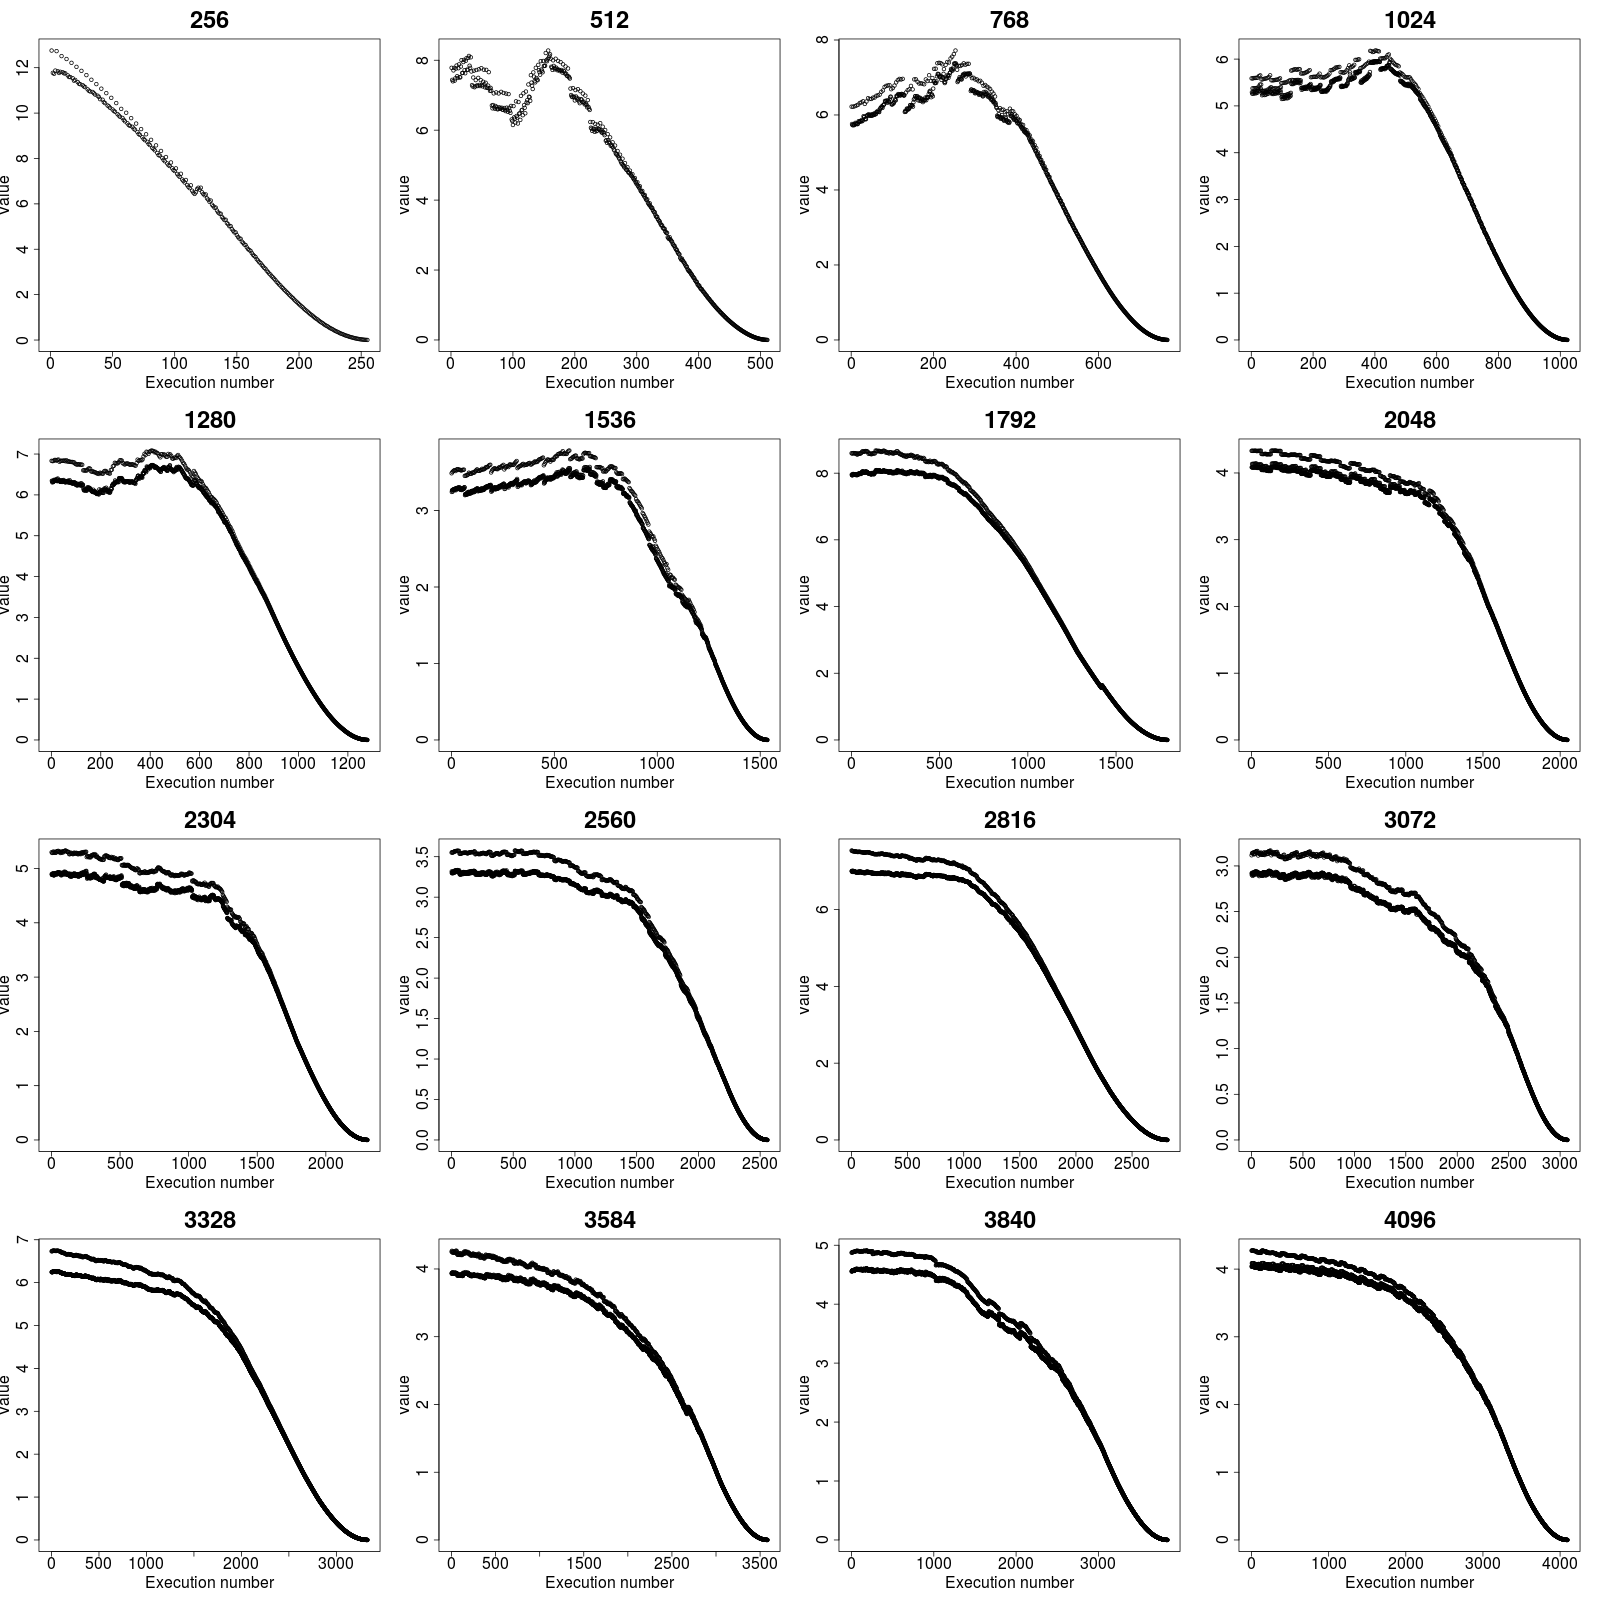 256
value
0 2 4 6 8 10 12
0 50 100 150 200 250
Execution number
512
value
0 2 4 6 8
0 100 200 300 400 500
Execution number
768
value
0 2 4 6 8
0 200 400 600
Execution number
1024
value
0 1 2 3 4 5 6
0 200 400 600 800 1000
Execution number
1280
value
0 1 2 3 4 5 6 7
0 200 400 600 800 1000 1200
Execution number
1536
value
0 1 2 3
0 500 1000 1500
Execution number
1792
value
0 2 4 6 8
0 500 1000 1500
Execution number
2048
value
0 1 2 3 4
0 500 1000 1500 2000
Execution number
2304
value
0 1 2 3 4 5
0 500 1000 1500 2000
Execution number
2560
value
0.0 0.5 1.0 1.5 2.0 2.5 3.0 3.5
0 500 1000 1500 2000 2500
Execution number
2816
value
0 2 4 6
0 500 1000 1500 2000 2500
Execution number
3072
value
0.0 0.5 1.0 1.5 2.0 2.5 3.0
0 500 1000 1500 2000 2500 3000
Execution number
3328
value
0 1 2 3 4 5 6 7
0 500 1000 2000 3000
Execution number
3584
value
0 1 2 3 4
0 500 1500 2500 3500
Execution number
3840
value
0 1 2 3 4 5
0 1000 2000 3000
Execution number
4096
value
0 1 2 3 4
0 1000 2000 3000 4000
Execution number